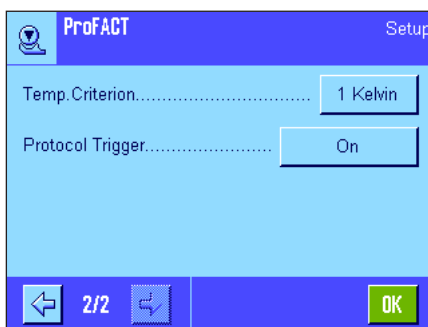 ProFACT Setup
Temp.Criterion................................. 1 Kelvin
Protocol Trigger........................ On
2/2 OK